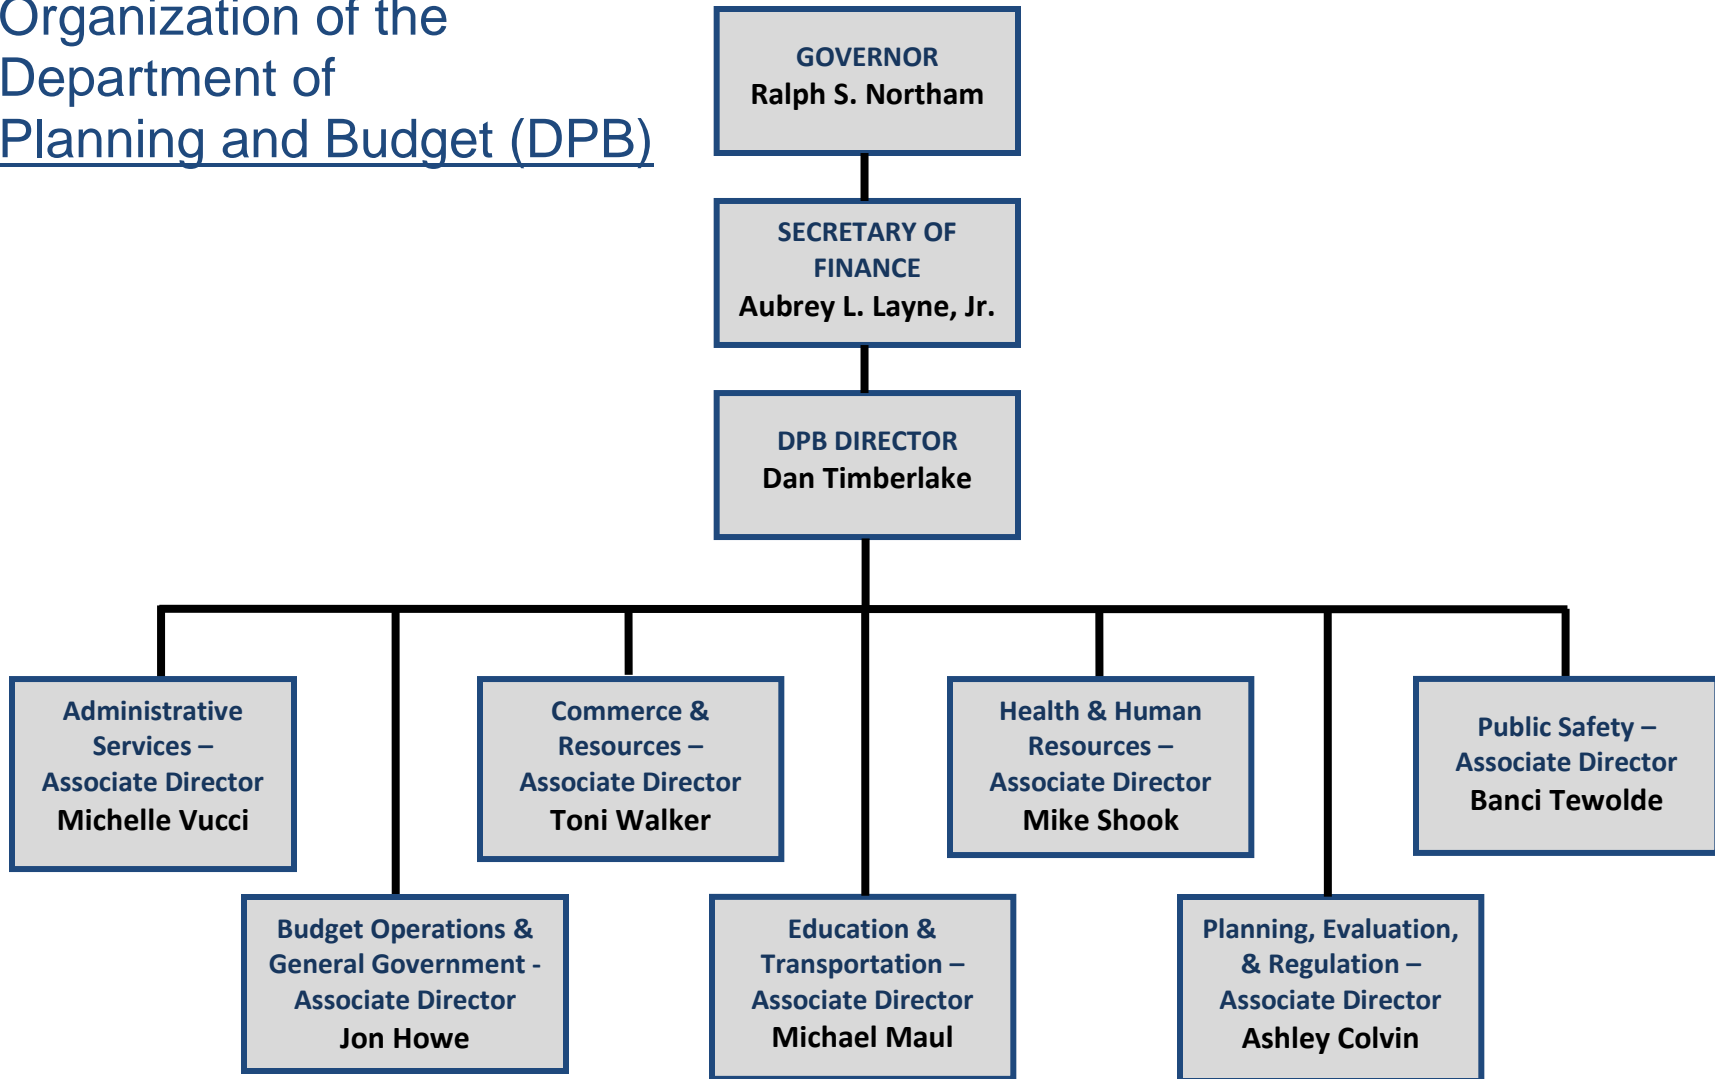 Organization of the
Department of
Planning and Budget (DPB)
GOVERNOR
Ralph S. Northam
SECRETARY OF
FINANCE
Aubrey L. Layne, Jr.
DPB DIRECTOR
Dan Timberlake
Administrative
Services –
Associate Director
Michelle Vucci
Commerce &
Resources –
Associate Director
Toni Walker
Health & Human
Resources –
Associate Director
Mike Shook
Public Safety –
Associate Director
Banci Tewolde
Budget Operations &
General Government -
Associate Director
Jon Howe
Education &
Transportation –
Associate Director
Michael Maul
Planning, Evaluation,
& Regulation –
Associate Director
Ashley Colvin